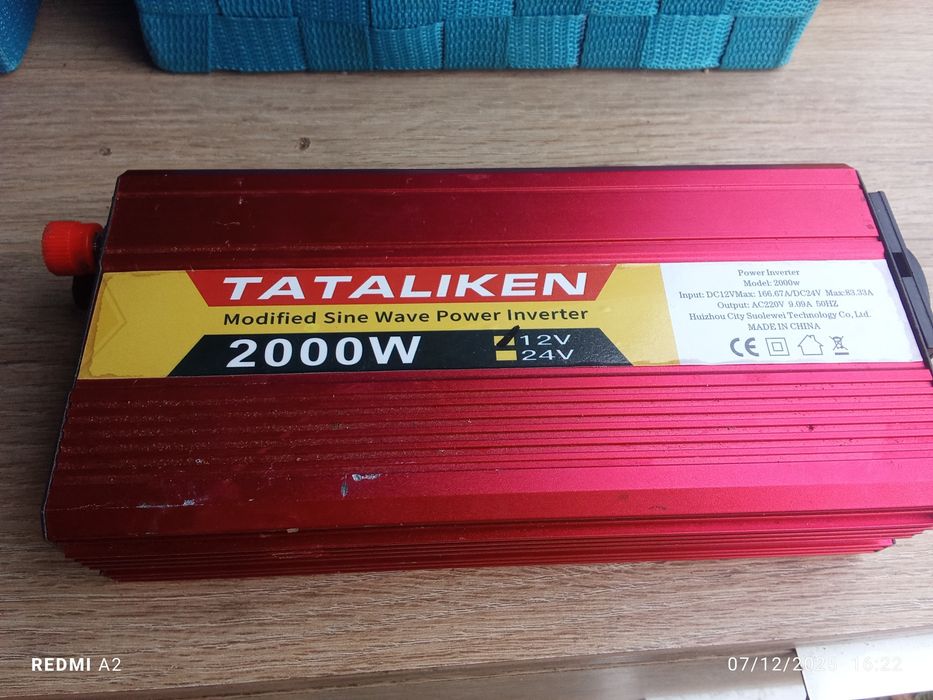 TATALIKEN
Modified Sine Wave Power Inverter
2000W
12V
24V
Power Inverter
Model: 2000w
Input: DC12VMax: 166.67A/DC24V Max:83.33A
Output: AC220V 9.09A 50HZ
Huizhou City Suolewei Technology Co,Ltd.
MADE IN CHINA
CE
REDMI A2
07/12/2025 16:22